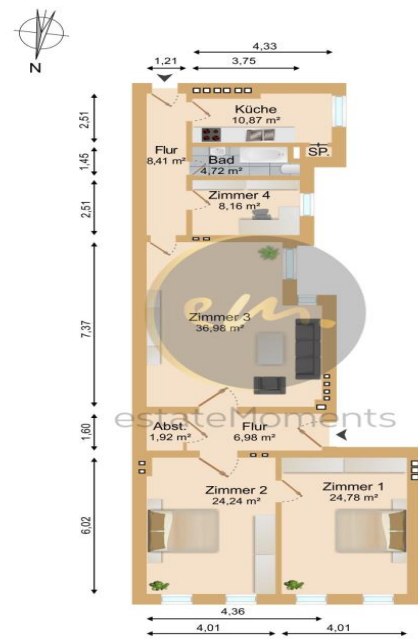 N
4,33
1,21
3,75
2,51
Küche
10,87 m²
Flur
8,41 m²
SP.
1,45
Bad
4,72 m²
2,51
Zimmer 4
8,16 m²
7,37
em.
Zimmer 3
36,98 m²
estateMoments
1,60
Abst.
1,92 m²
Flur
6,98 m²
6,02
Zimmer 2
24,24 m²
Zimmer 1
24,78 m²
4,36
4,01
4,01